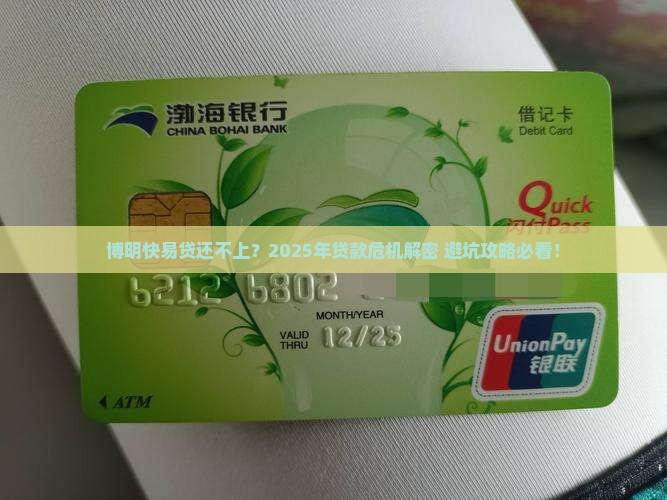 渤海银行
CHINA BOHAI BANK
借记卡
Debit Card
Quick
闪付Pass
博明快易贷还不上？2025年贷款危机解密 避坑攻略必看！
6212 6802
MONTH/YEAR
VALID
THRU 12/25
UnionPay
银联
ATM